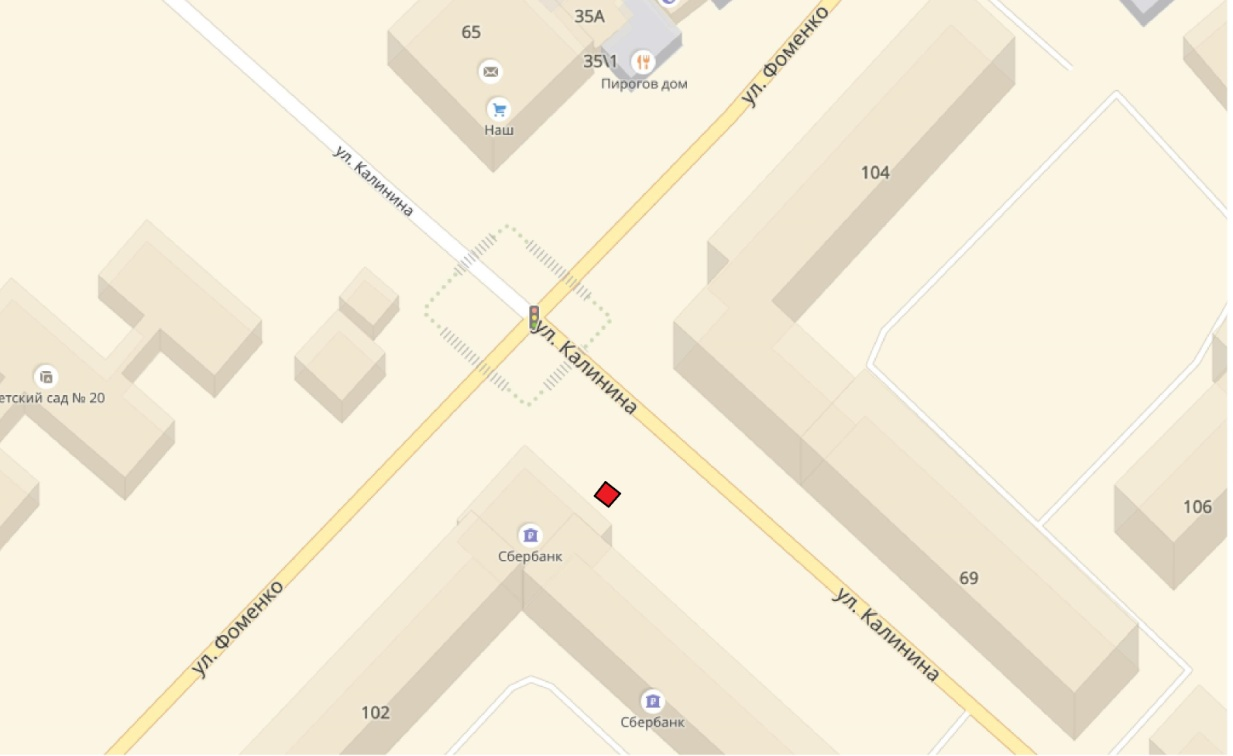 35А
65
35\1
Пирогов дом
Наш
ул. Фоменко
104
ул. Калинина
ул. Калинина
етский сад № 20
106
Сбербанк
69
ул. Фоменко
ул. Калинина
102
Сбербанк